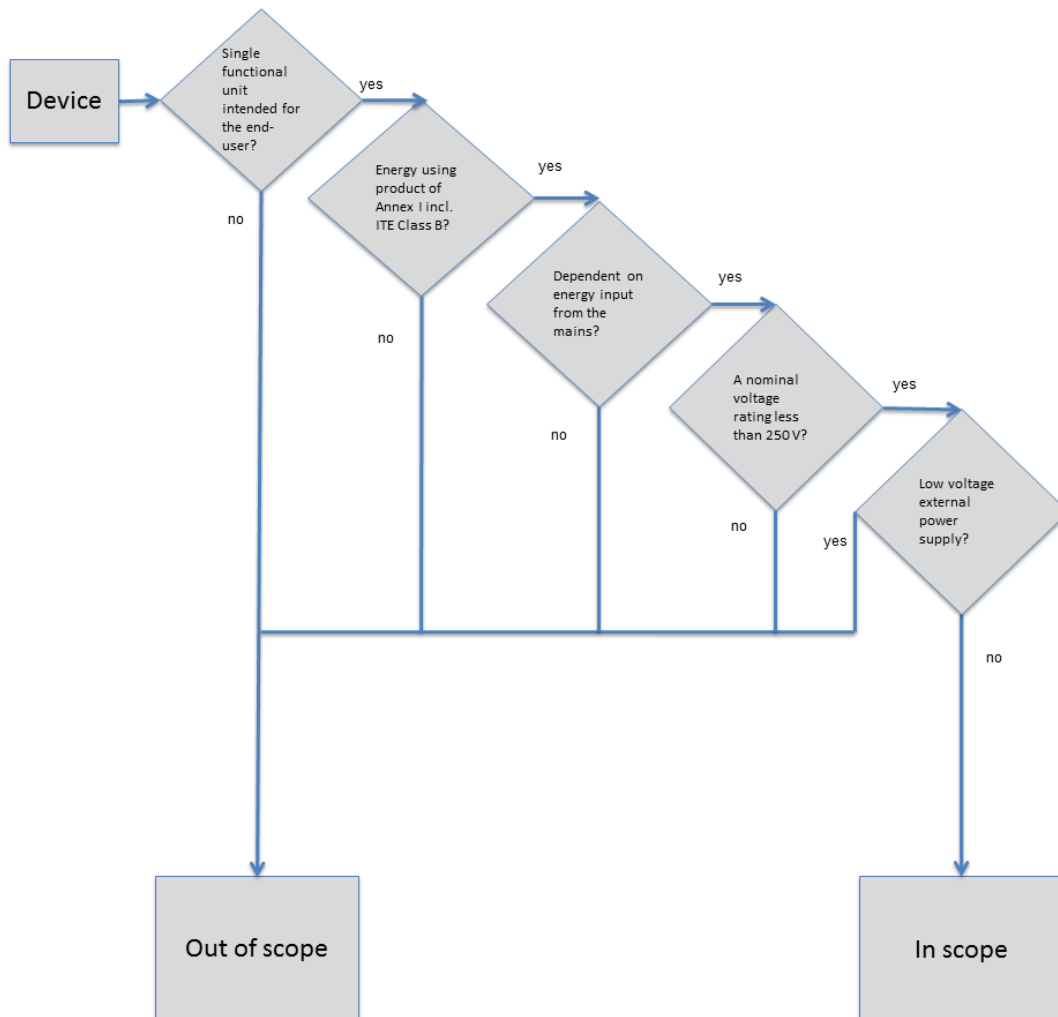 Single
functional
unit
intended for
the end-
user?
Device
yes
no
Energy using
product of
Annex I incl.
ITE Class B?
yes
no
Dependent on
energy input
from the
mains?
yes
no
A nominal
voltage
rating less
than 250 V?
yes
no
Low voltage
external
power
supply?
yes
no
Out of scope
In scope